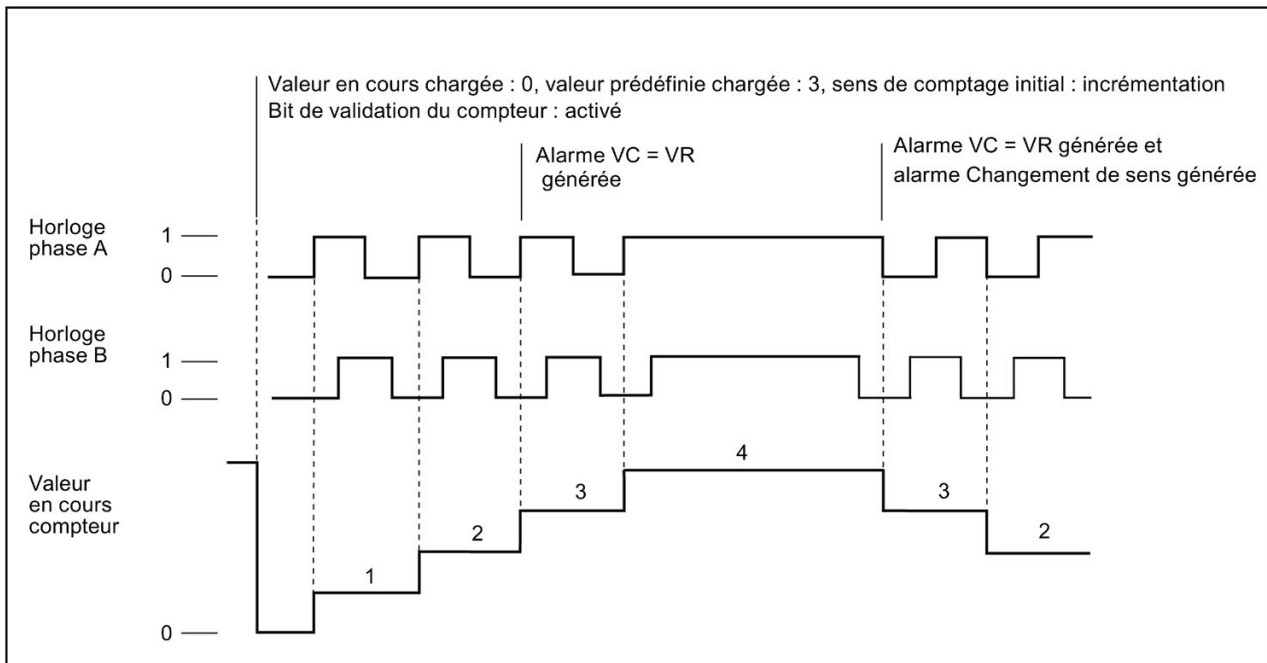 Valeur en cours chargée : 0, valeur prédéfinie chargée : 3, sens de comptage initial : incrémentation
Bit de validation du compteur : activé
Alarme VC = VR
générée
Alarme VC = VR générée et
alarme Changement de sens générée
Horloge
phase A
1
0
Horloge
phase B
1
0
Valeur
en cours
compteur
0
1
2
3
4
3
2